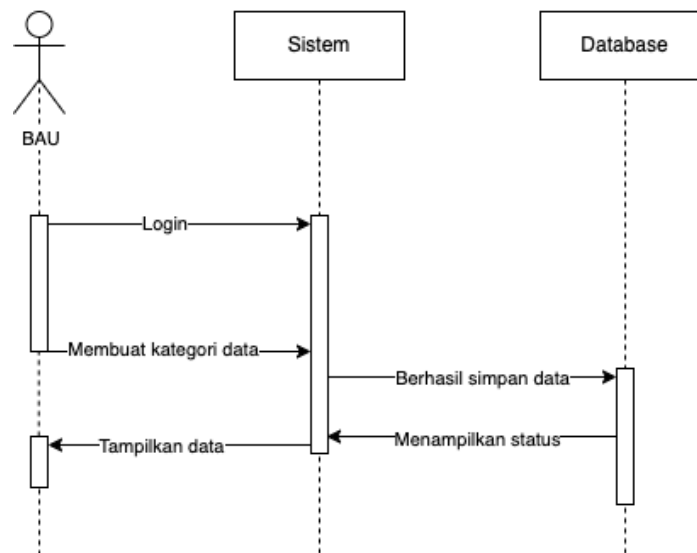 Sistem
Database
BAU
Login
Membuat kategori data
Berhasil simpan data
Menampilkan status
Tampilkan data